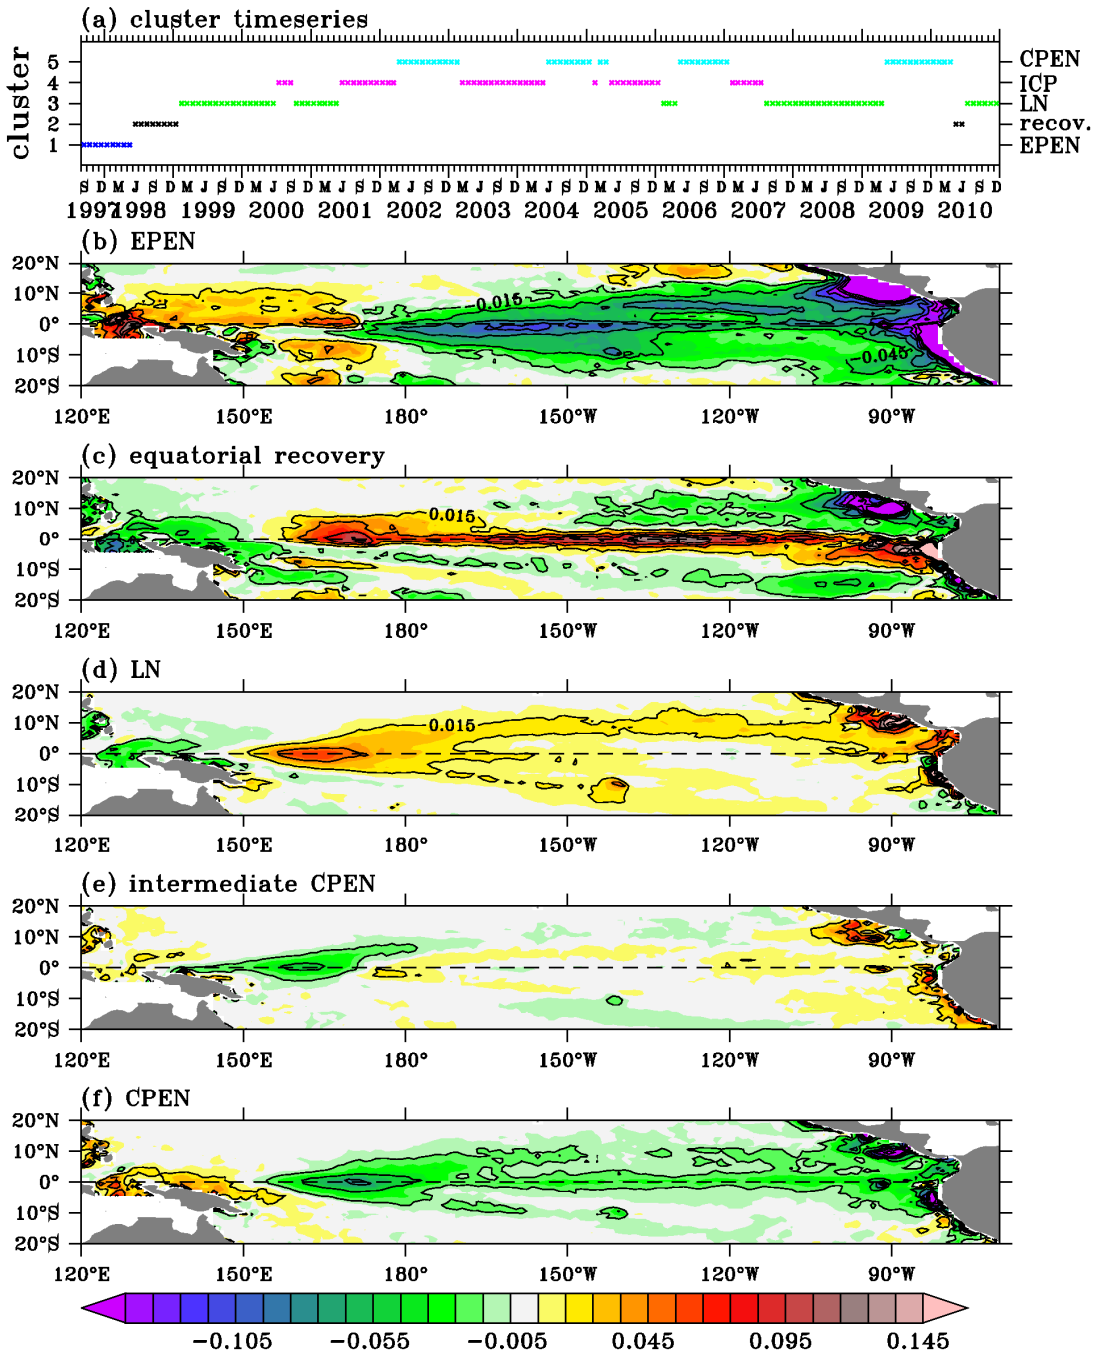 (a) cluster timeseries
cluster
5 CPEN
4 ICP
3 LN
2 recov.
1 EPEN
S D M J S D M J S D M J S D M J S D M J S D M J S D M J S D M J S D M J S D M J S D M J S D M J S D M J S D
1997 1998 1999 2000 2001 2002 2003 2004 2005 2006 2007 2008 2009 2010
(b) EPEN
20°N
10°N
0°
10°S
20°S
-0.015
-0.045
120°E 150°E 180° 150°W 120°W 90°W
(c) equatorial recovery
20°N
10°N
0°
10°S
20°S
0.015
120°E 150°E 180° 150°W 120°W 90°W
(d) LN
20°N
10°N
0°
10°S
20°S
0.015
120°E 150°E 180° 150°W 120°W 90°W
(e) intermediate CPEN
20°N
10°N
0°
10°S
20°S
120°E 150°E 180° 150°W 120°W 90°W
(f) CPEN
20°N
10°N
0°
10°S
20°S
120°E 150°E 180° 150°W 120°W 90°W
-0.105 -0.055 -0.005 0.045 0.095 0.145